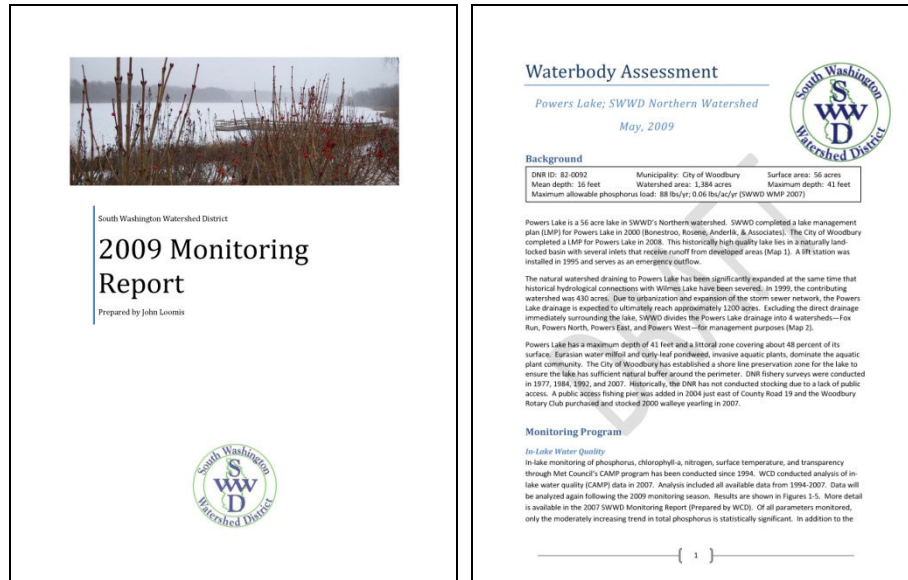 South Washington Watershed District
2009 Monitoring
Report
Prepared by John Loomis
South Washington
SWWD
Watershed District
Waterbody Assessment
Powers Lake; SWWD Northern Watershed
May, 2009
South Washington
SWWD
Watershed District
Background
DNR ID: 82-0092 Municipality: City of Woodbury Surface area: 56 acres
Mean depth: 16 feet Watershed area: 1,384 acres Maximum depth: 41 feet
Maximum allowable phosphorus load: 88 lbs/yr; 0.06 lbs/ac/yr (SWWD WMP 2007)
Powers Lake is a 56 acre lake in SWWD's Northern watershed. SWWD completed a lake management
plan (LMP) for Powers Lake in 2000 (Bonestroo, Rosene, Anderlik, & Associates). The City of Woodbury
completed a LMP for Powers Lake in 2008. This historically high quality lake lies in a naturally land-
locked basin with several inlets that receive runoff from developed areas (Map 1). A lift station was
installed in 1995 and serves as an emergency outflow.
The natural watershed draining to Powers Lake has been significantly expanded at the same time that
historical hydrological connections with Wilmes Lake have been severed. In 1999, the contributing
watershed was 430 acres. Due to urbanization and expansion of the storm sewer network, the Powers
Lake drainage is expected to ultimately reach approximately 1200 acres. Excluding the direct drainage
immediately surrounding the lake, SWWD divides the Powers Lake drainage into 4 watersheds—Fox
Run, Powers North, Powers East, and Powers West—for management purposes (Map 2).
Powers Lake has a maximum depth of 41 feet and a littoral zone covering about 48 percent of its
surface. Eurasian water milfoil and curly-leaf pondweed, invasive aquatic plants, dominate the aquatic
plant community. The City of Woodbury has established a shore line preservation zone for the lake to
ensure the lake has sufficient natural buffer around the perimeter. DNR fishery surveys were conducted
in 1977, 1984, 1992, and 2007. Historically, the DNR has not conducted stocking due to a lack of public
access. A public access fishing pier was added in 2004 just east of County Road 19 and the Woodbury
Rotary Club purchased and stocked 2000 walleye yearling in 2007.
DRAFT
Monitoring Program
In-Lake Water Quality
In-lake monitoring of phosphorus, chlorophyll-a, nitrogen, surface temperature, and transparency
through Met Council's CAMP program has been conducted since 1994. WCD conducted analysis of in-
lake water quality (CAMP) data in 2007. Analysis included all available data from 1994-2007. Data will
be analyzed again following the 2009 monitoring season. Results are shown in Figures 1-5. More detail
is available in the 2007 SWWD Monitoring Report (Prepared by WCD). Of all parameters monitored,
only the moderately increasing trend in total phosphorus is statistically significant. In addition to the
1